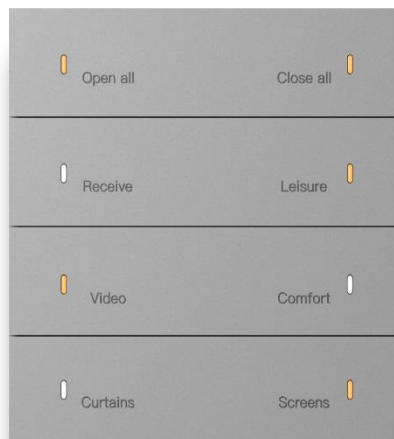 Open all Close all
Receive Leisure
Video Comfort
Curtains Screens